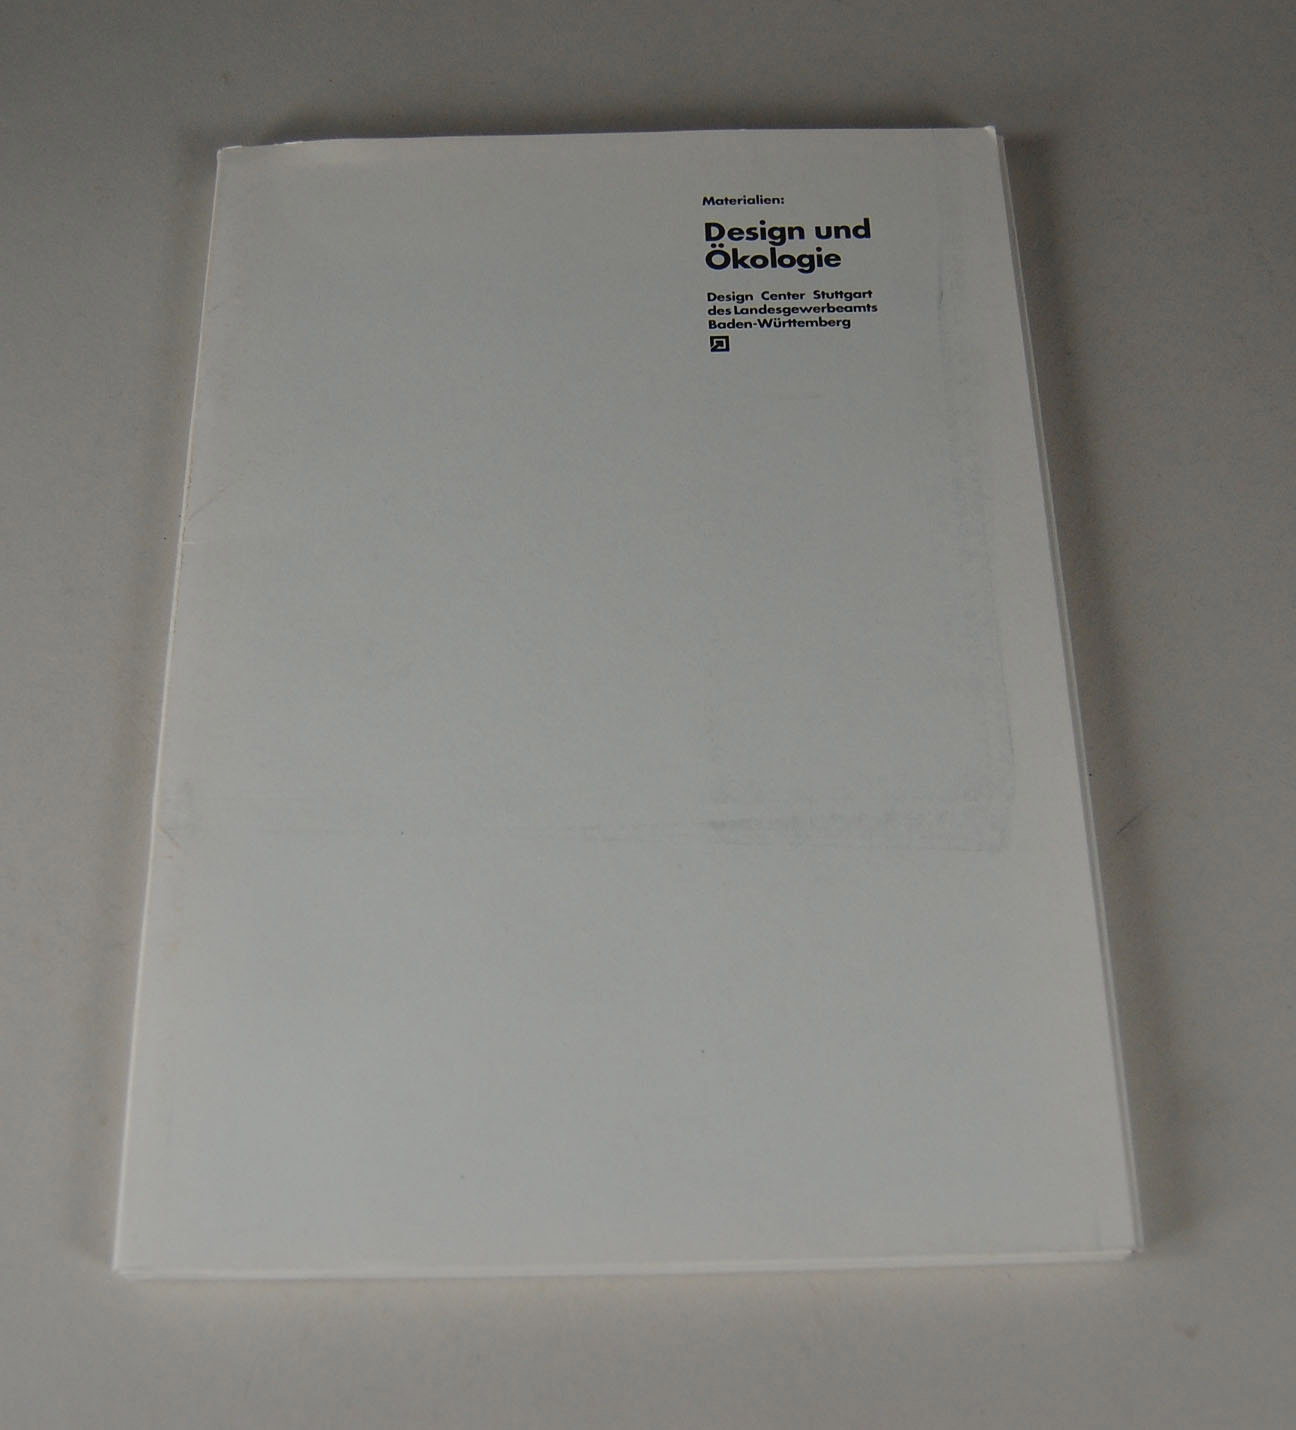 Materialien:
Design und
Ökologie
Design Center Stuttgart
des Landesgewerbeamts
Baden-Württemberg